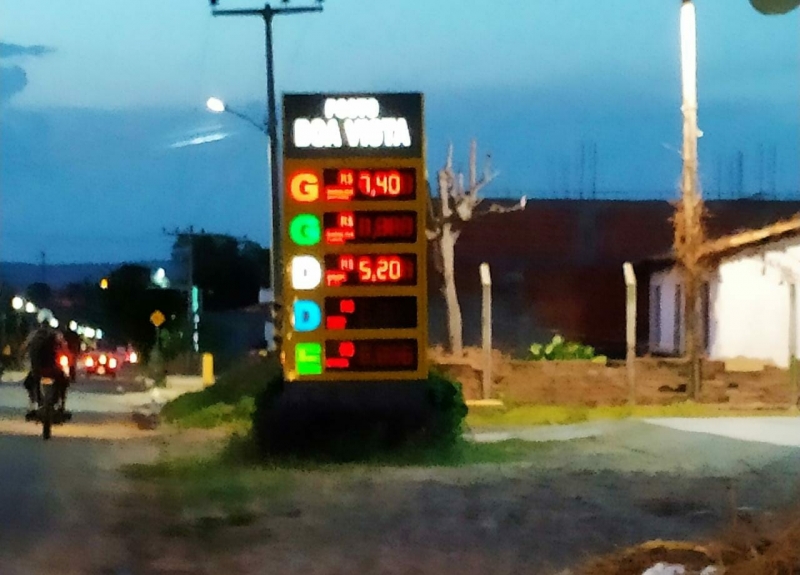 POSTO
BOA VISTA
G R$ 7,40
G R$
D R$ 5,20
D
E